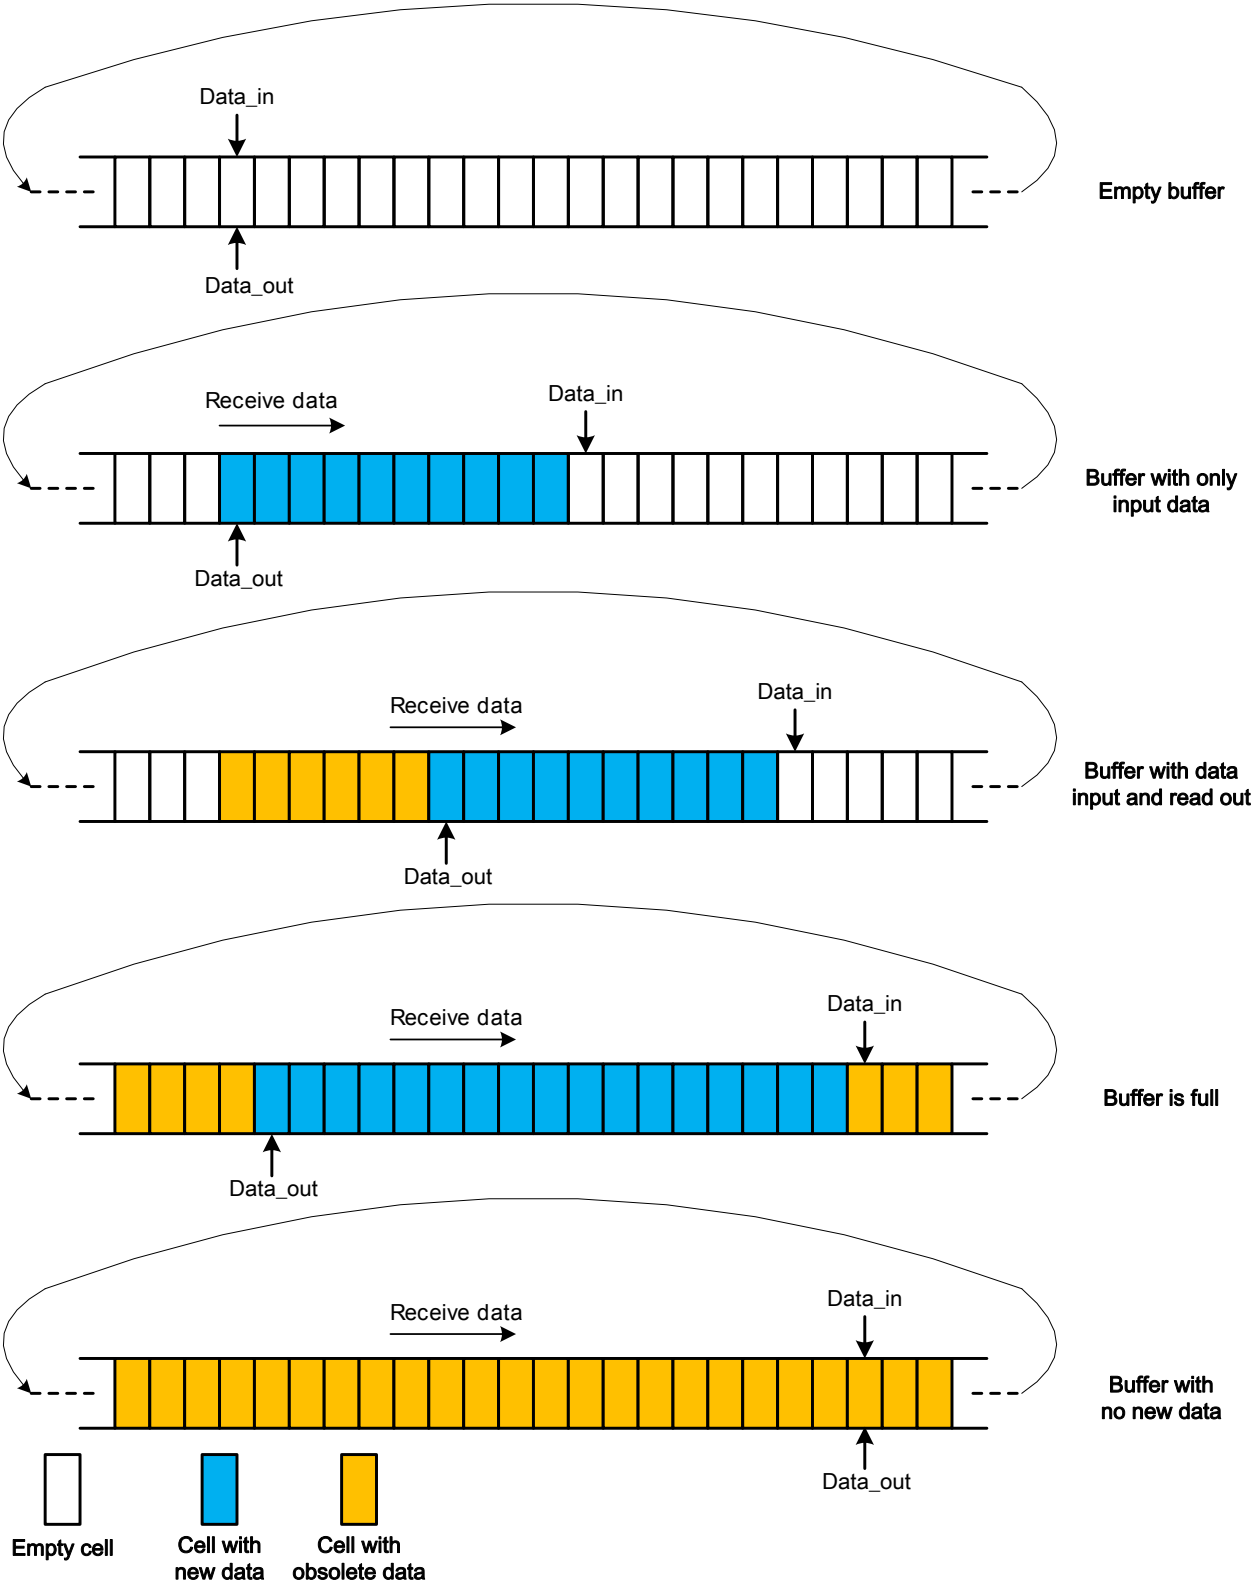 Data_in
Empty buffer
Data_out
Receive data
Data_in
Buffer with only
input data
Data_out
Receive data
Data_in
Buffer with data
input and read out
Data_out
Receive data
Data_in
Buffer is full
Data_out
Receive data
Data_in
Buffer with
no new data
Data_out
Empty cell
Cell with
new data
Cell with
obsolete data